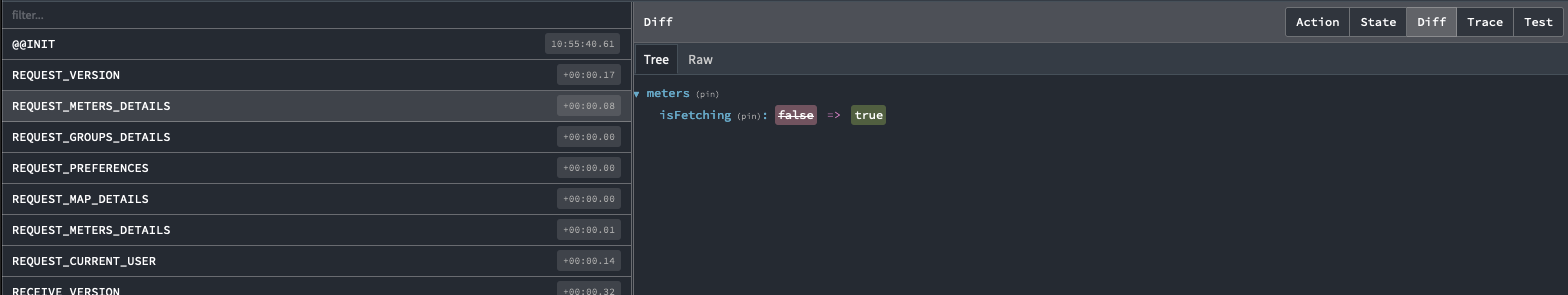 filter...
@@INIT 10:55:40.61
REQUEST_VERSION +00:00.17
REQUEST_METERS_DETAILS +00:00.08
REQUEST_GROUPS_DETAILS +00:00.00
REQUEST_PREFERENCES +00:00.00
REQUEST_MAP_DETAILS +00:00.00
REQUEST_METERS_DETAILS +00:00.01
REQUEST_CURRENT_USER +00:00.14
RECEIVE_VERSION +00:00.32
Diff Action State Diff Trace Test
Tree Raw
▼ meters (pin)
isFetching (pin): false => true